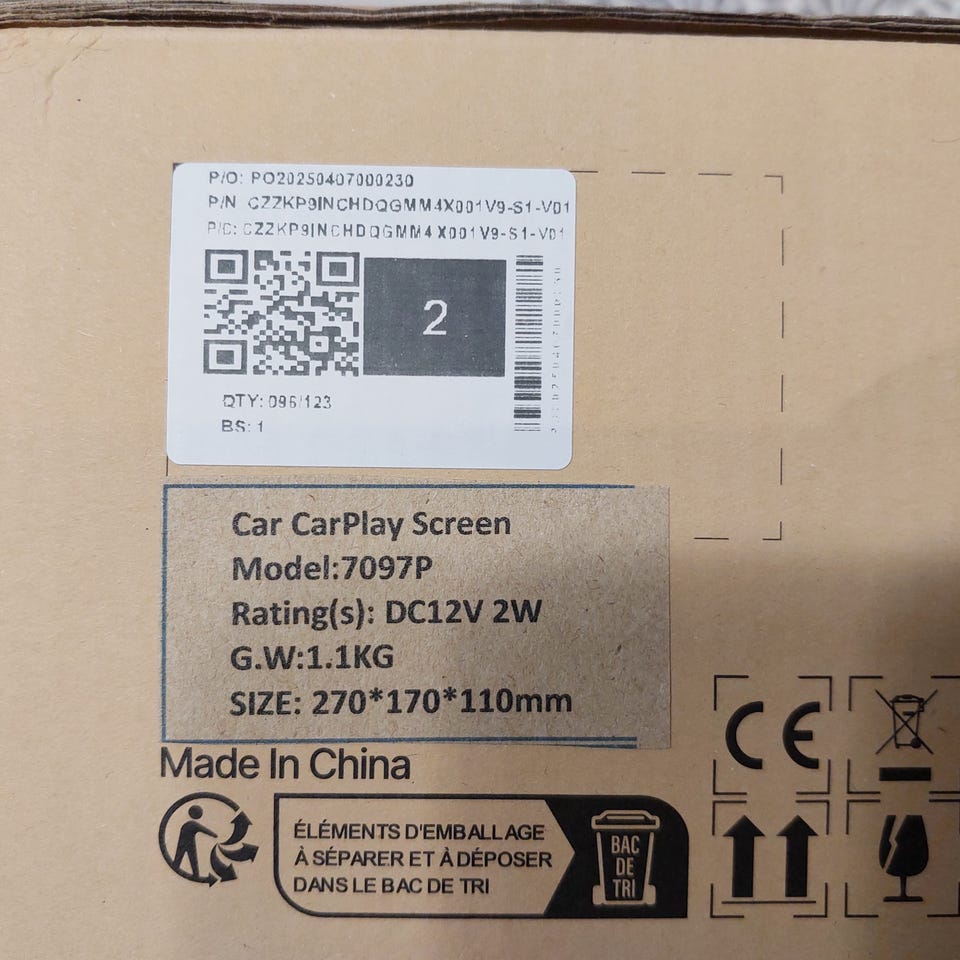 P/O: PO20250407000230
P/N CZZKP9INCHDQGMM4X001V9-S1-V01
P/C: CZZKP9INCHDQGMM4X001V9-S1-V01
2
QTY: 096/123
BS: 1
Car CarPlay Screen
Model:7097P
Rating(s): DC12V 2W
G.W:1.1KG
SIZE: 270*170*110mm
Made In China
CE
ÉLÉMENTS D'EMBALLAGE
À SÉPARER ET À DÉPOSER
DANS LE BAC DE TRI
BAC
DE
TRI